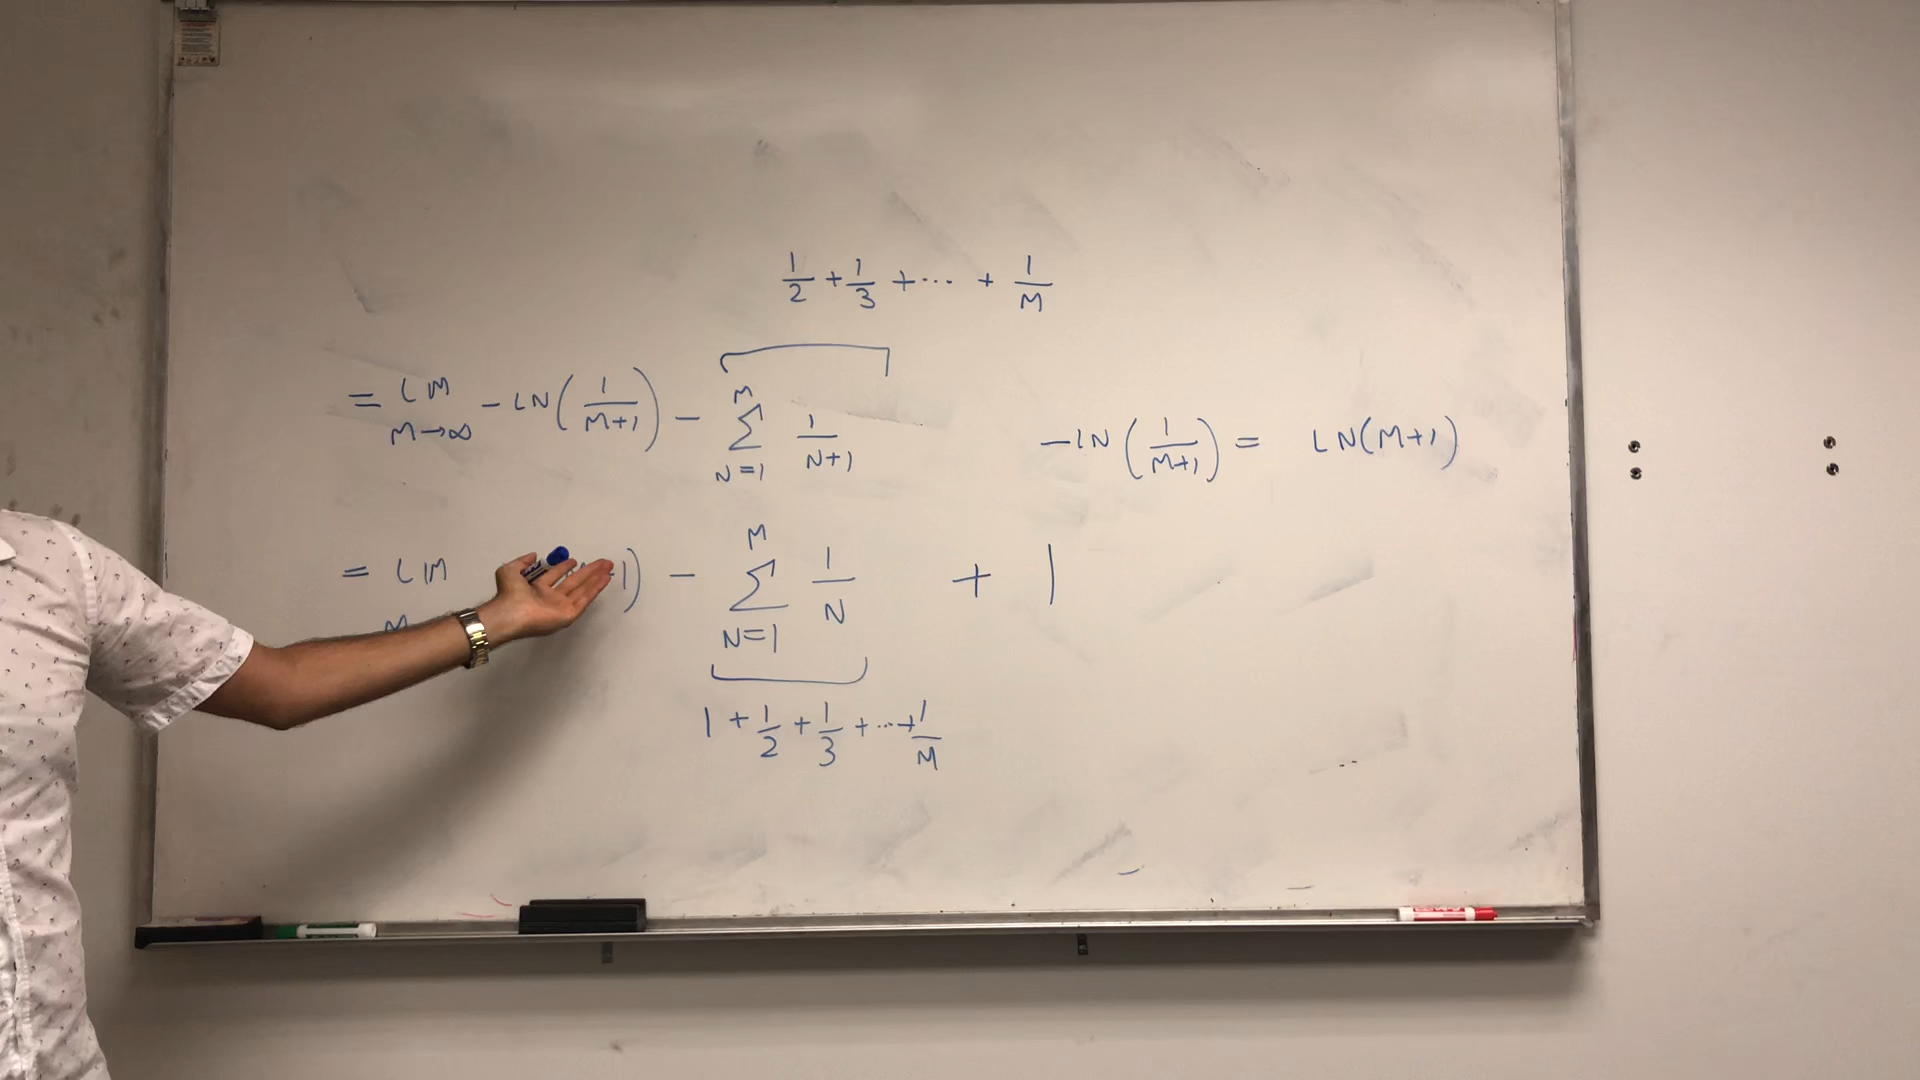 1/2 + 1/3 + ··· + 1/M
= LIM M→∞ −LN(1/(M+1)) − M Σ N=1 1/(N+1)
−LN(1/(M+1)) = LN(M+1)
= LIM M +1) − M Σ N=1 1/N + 1
1 + 1/2 + 1/3 + ··· + 1/M